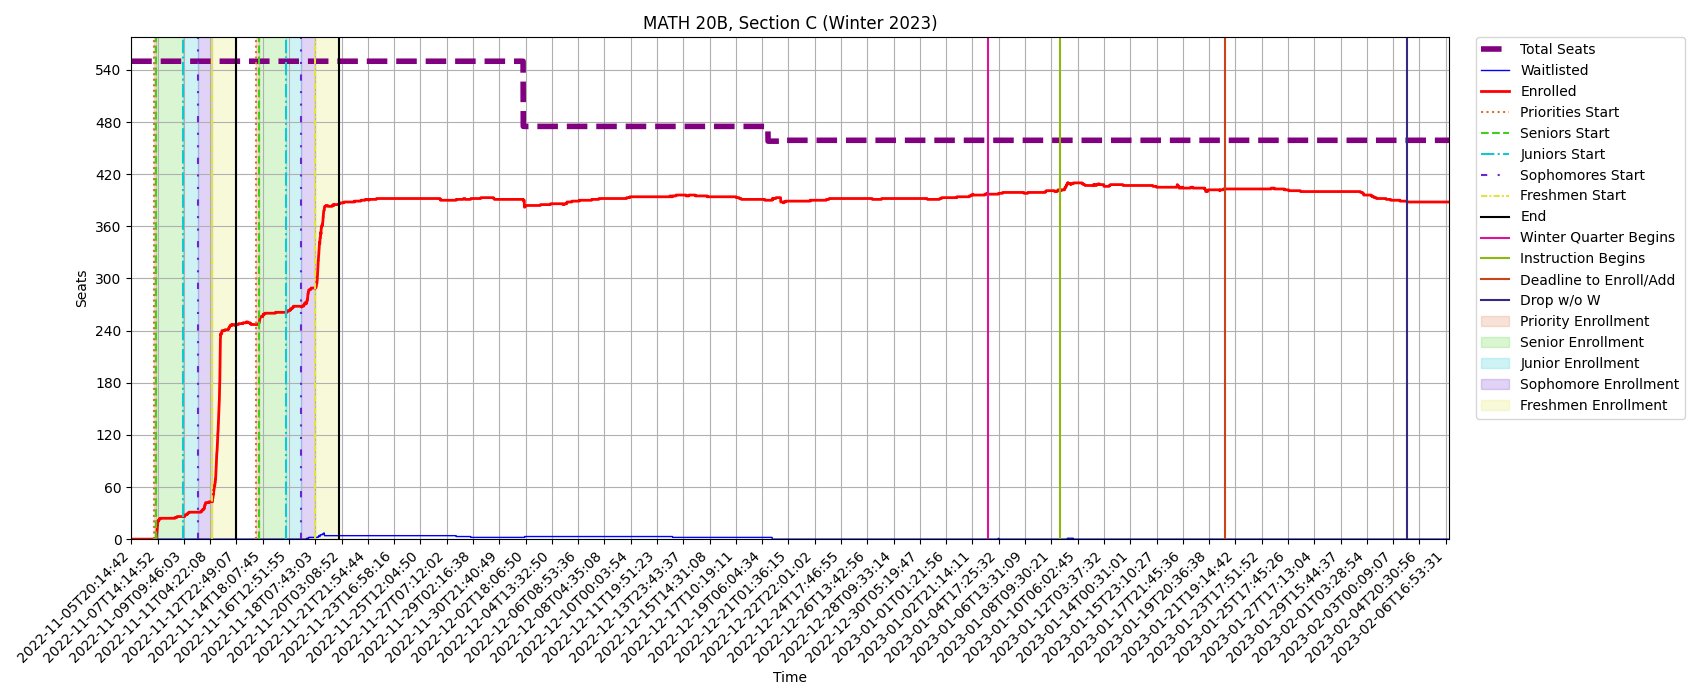 MATH 20B, Section C (Winter 2023)
Seats
540
480
420
360
300
240
180
120
60
0
2022-11-05T20:14:42
2022-11-07T14:14:52
2022-11-09T09:46:03
2022-11-11T04:22:08
2022-11-12T22:49:07
2022-11-14T18:07:45
2022-11-16T12:51:55
2022-11-18T07:43:03
2022-11-20T03:08:52
2022-11-21T21:54:44
2022-11-23T16:58:16
2022-11-25T12:04:50
2022-11-27T07:12:02
2022-11-29T02:16:38
2022-11-30T21:40:49
2022-12-02T18:06:50
2022-12-04T13:32:50
2022-12-06T08:53:36
2022-12-08T04:35:08
2022-12-10T00:03:54
2022-12-11T19:51:23
2022-12-13T23:43:37
2022-12-15T14:31:08
2022-12-17T10:19:11
2022-12-19T06:04:34
2022-12-21T01:36:15
2022-12-22T22:01:02
2022-12-24T17:46:55
2022-12-26T13:42:56
2022-12-28T09:33:14
2022-12-30T05:19:47
2023-01-01T01:21:56
2023-01-02T21:14:11
2023-01-04T17:25:32
2023-01-06T13:31:09
2023-01-08T09:30:21
2023-01-10T06:02:45
2023-01-12T03:37:32
2023-01-14T00:31:01
2023-01-15T23:10:27
2023-01-17T21:45:36
2023-01-19T20:36:38
2023-01-21T19:14:42
2023-01-23T17:51:52
2023-01-25T17:45:26
2023-01-27T17:13:04
2023-01-29T15:44:37
2023-02-01T03:28:54
2023-02-03T00:09:07
2023-02-04T20:30:56
2023-02-06T16:53:31
Time
Total Seats
Waitlisted
Enrolled
Priorities Start
Seniors Start
Juniors Start
Sophomores Start
Freshmen Start
End
Winter Quarter Begins
Instruction Begins
Deadline to Enroll/Add
Drop w/o W
Priority Enrollment
Senior Enrollment
Junior Enrollment
Sophomore Enrollment
Freshmen Enrollment